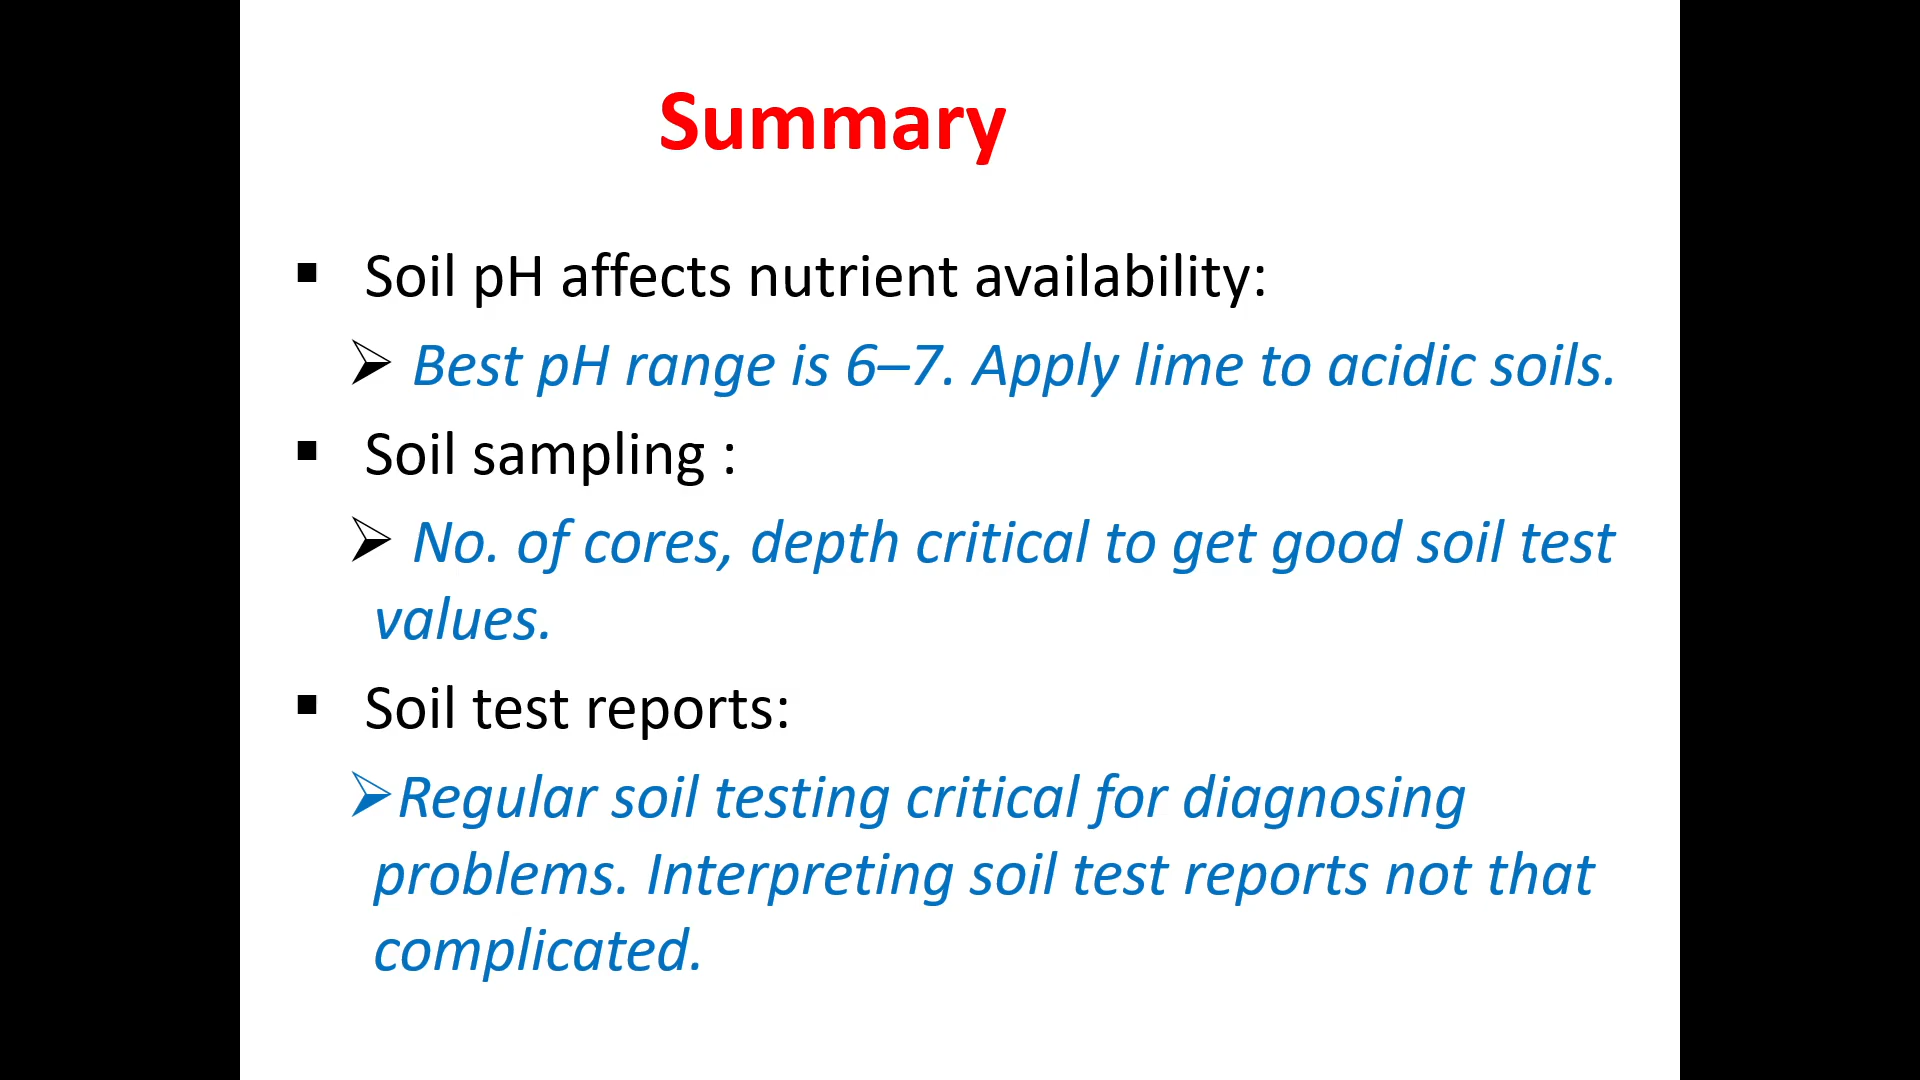 Summary
▪ Soil pH affects nutrient availability:
➢ Best pH range is 6–7. Apply lime to acidic soils.
▪ Soil sampling :
➢ No. of cores, depth critical to get good soil test
values.
▪ Soil test reports:
➢Regular soil testing critical for diagnosing
problems. Interpreting soil test reports not that
complicated.